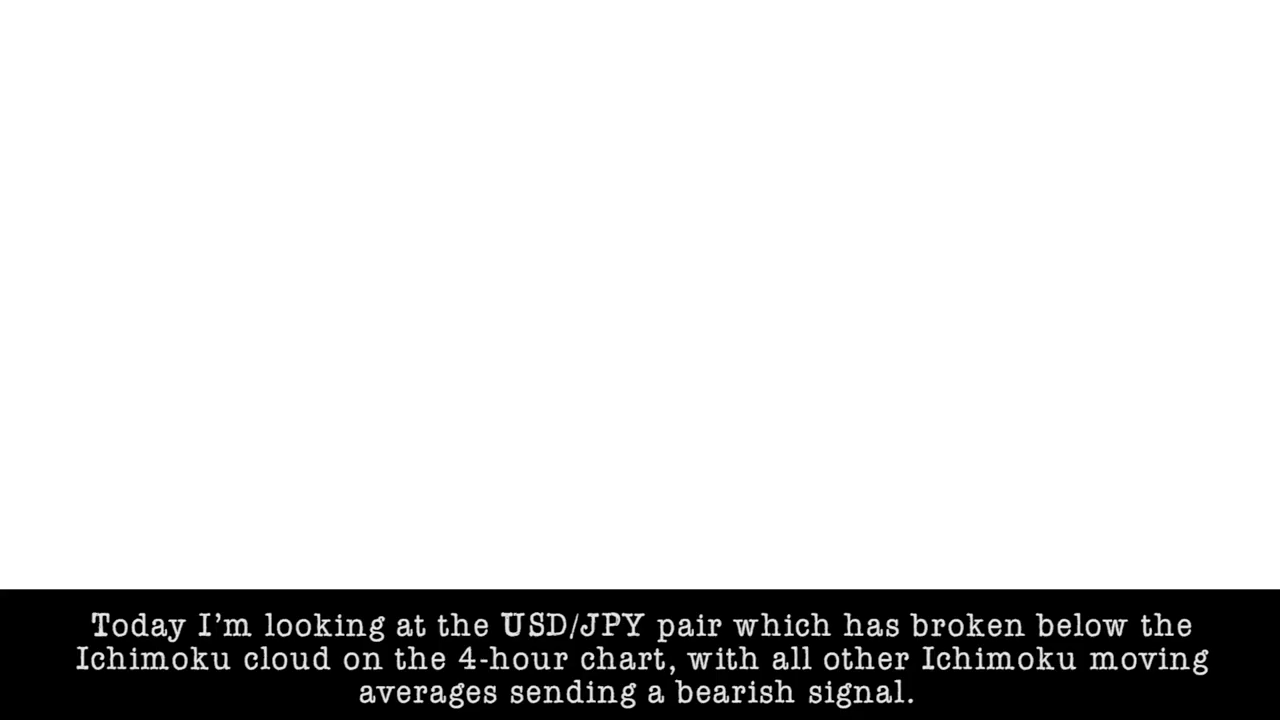 Today I’m looking at the USD/JPY pair which has broken below the
Ichimoku cloud on the 4-hour chart, with all other Ichimoku moving
averages sending a bearish signal.